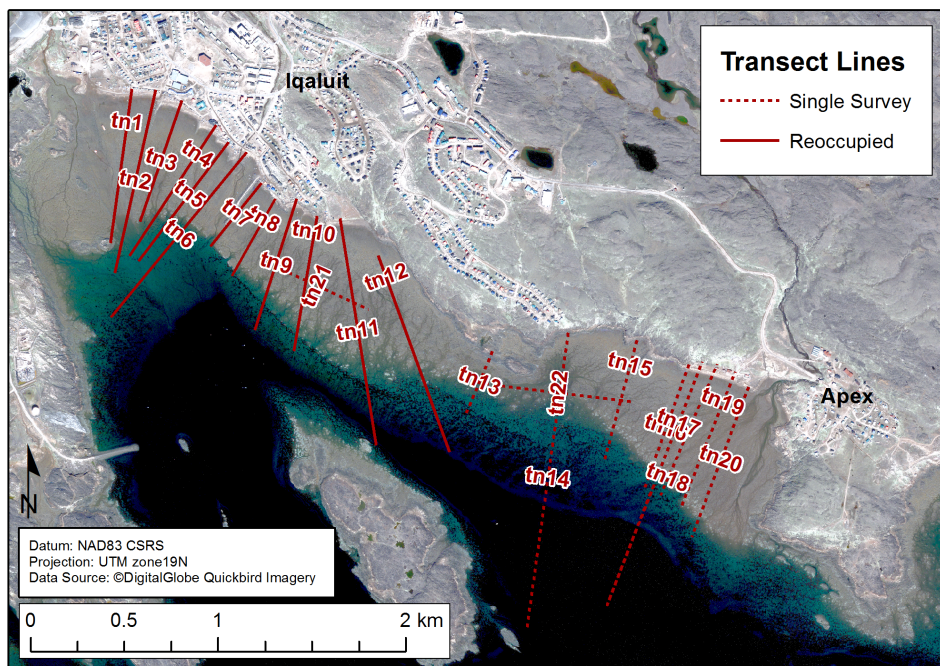 Iqaluit
Transect Lines
Single Survey
Reoccupied
tn1
tn2
tn3
tn4
tn5
tn6
tn7
tn8
tn9
tn10
tn21
tn11
tn12
tn13
tn22
tn14
tn15
tn16
tn17
tn18
tn19
tn20
Apex
N
Datum: NAD83 CSRS
Projection: UTM zone19N
Data Source: ©DigitalGlobe Quickbird Imagery
0 0.5 1 2 km